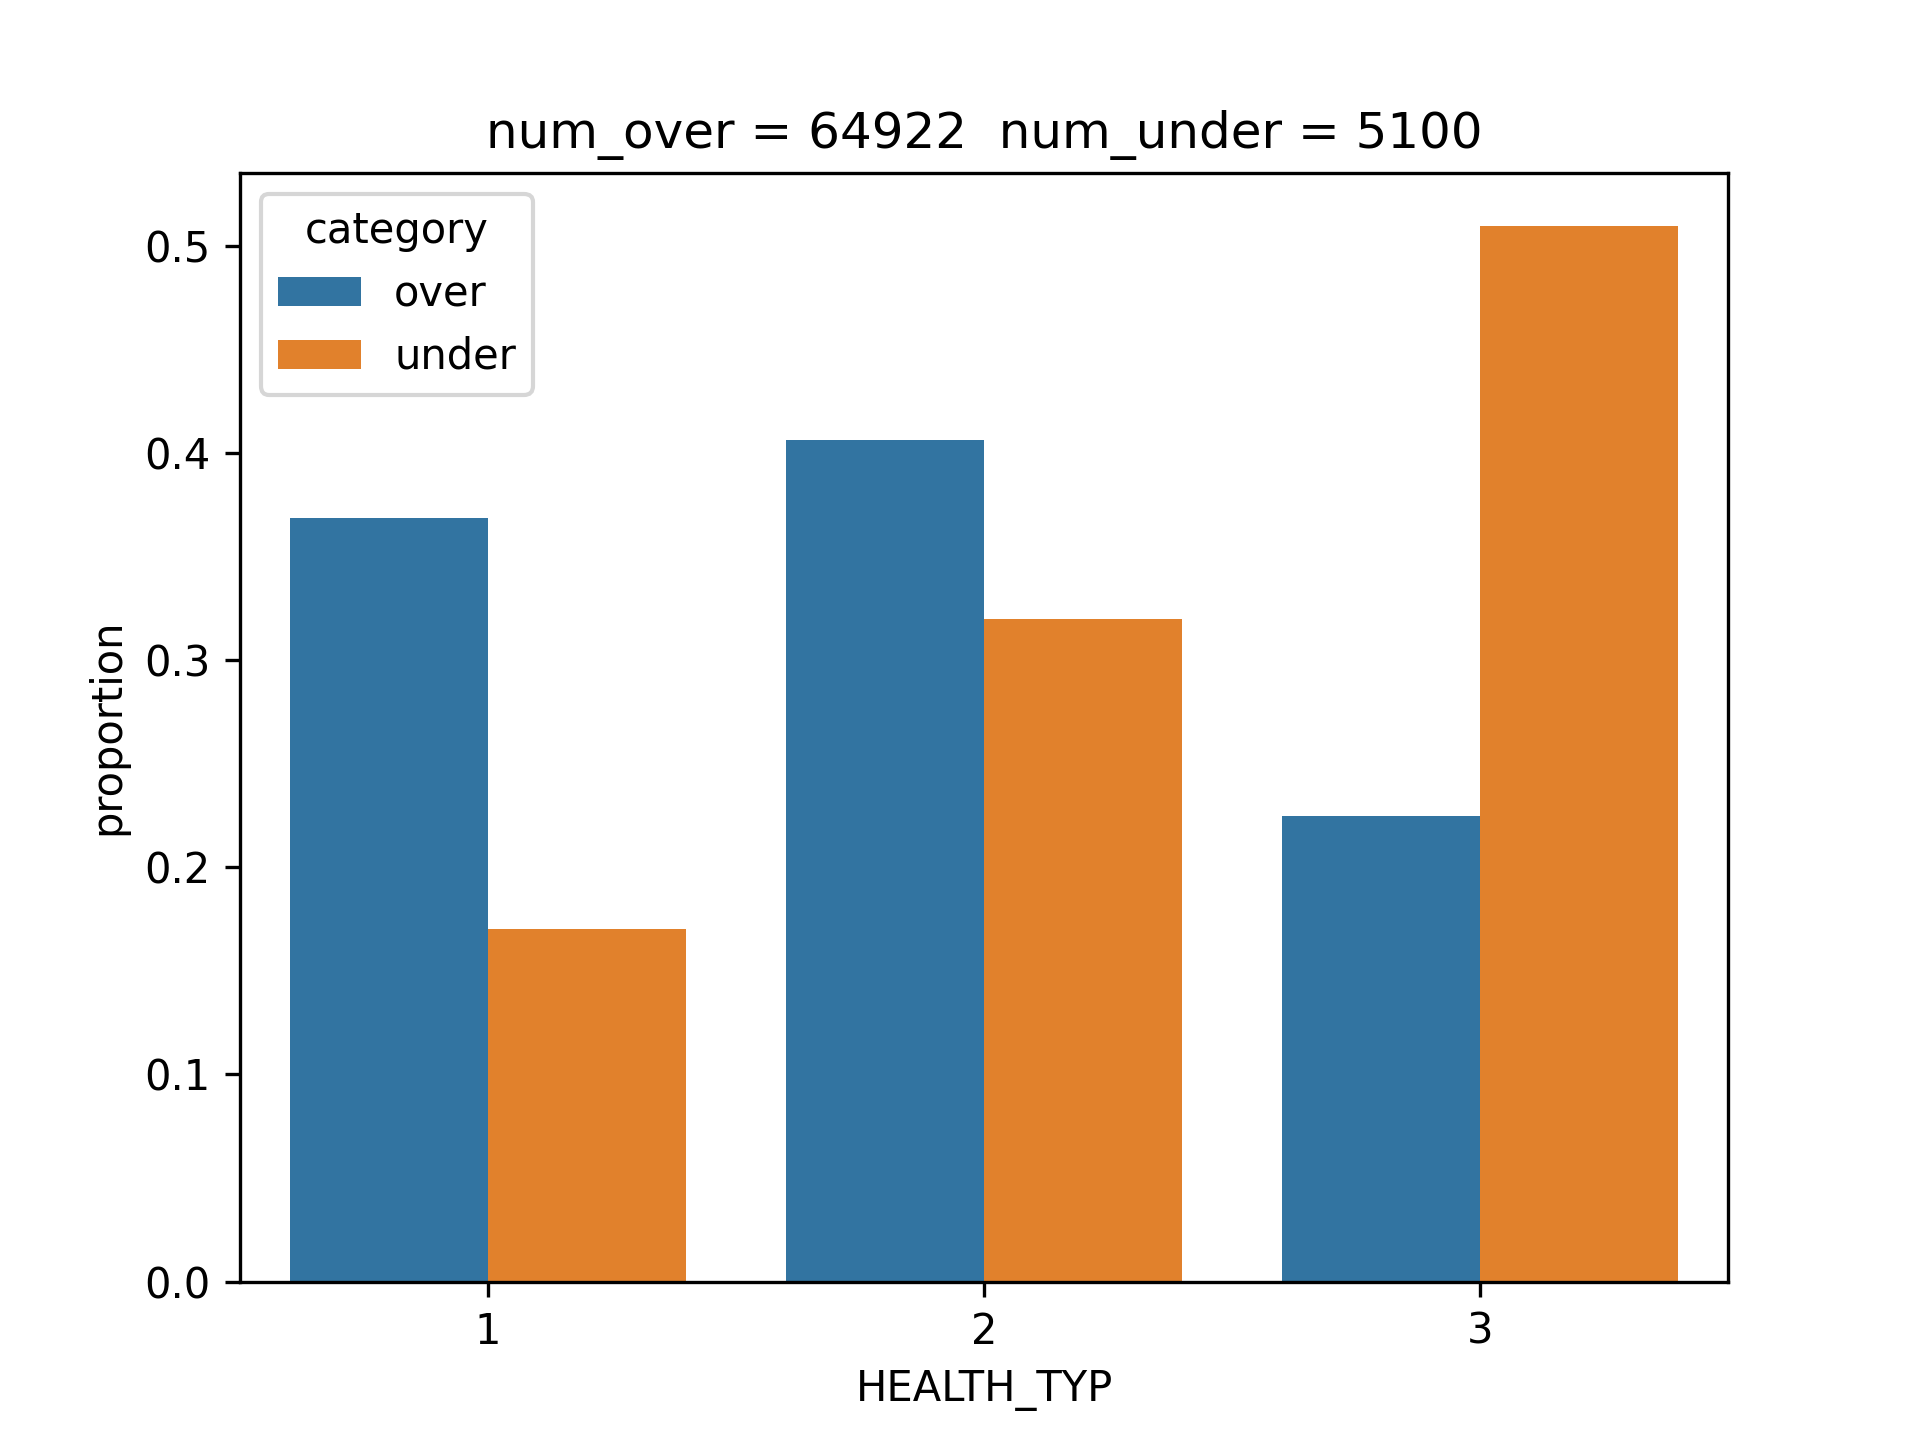 num_over = 64922  num_under = 5100
category
over
under
0.5
0.4
0.3
0.2
0.1
0.0
proportion
1 2 3
HEALTH_TYP